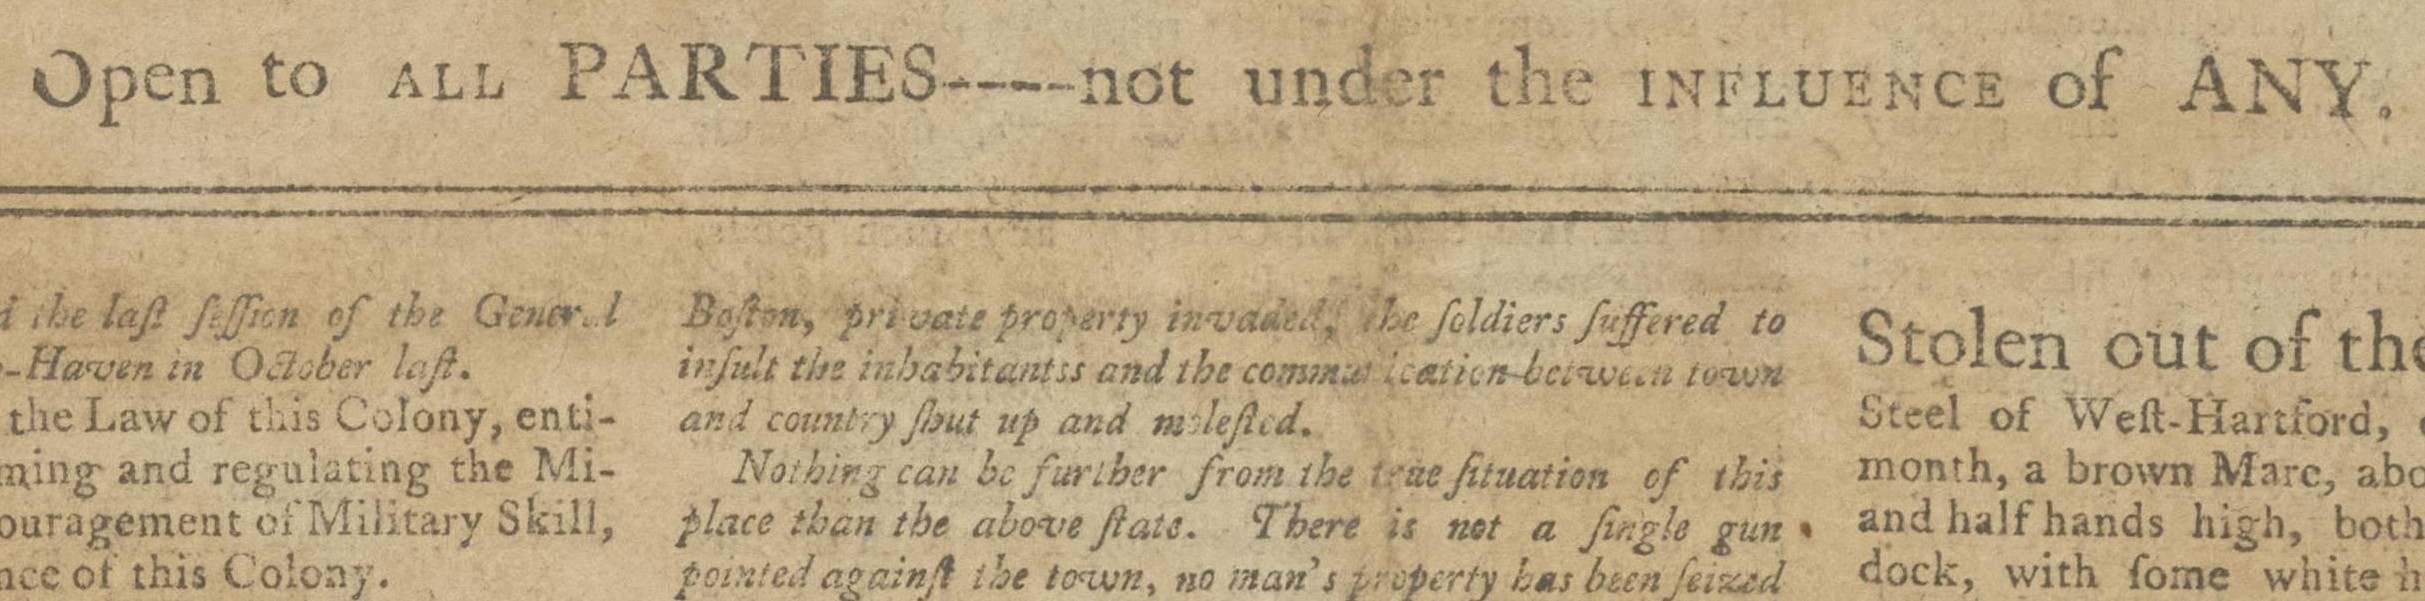 Open to ALL PARTIES-----not under the INFLUENCE of ANY.
the laſt ſeſſion of the General
-Haven in October laſt.
the Law of this Colony, enti-
ming and regulating the Mi-
ouragement of Military Skill,
nce of this Colony.
Boſton, private property invaded, the ſoldiers ſuffered to
inſult the inhabitantss and the communication between town
and country ſhut up and moleſted.
Nothing can be further from the true ſituation of this
place than the above ſtate. There is not a ſingle gun
pointed againſt the town, no man's property has been ſeized
Stolen out of the
Steel of Weſt-Hartford,
month, a brown Mare, abo
and half hands high, both
dock, with ſome white h